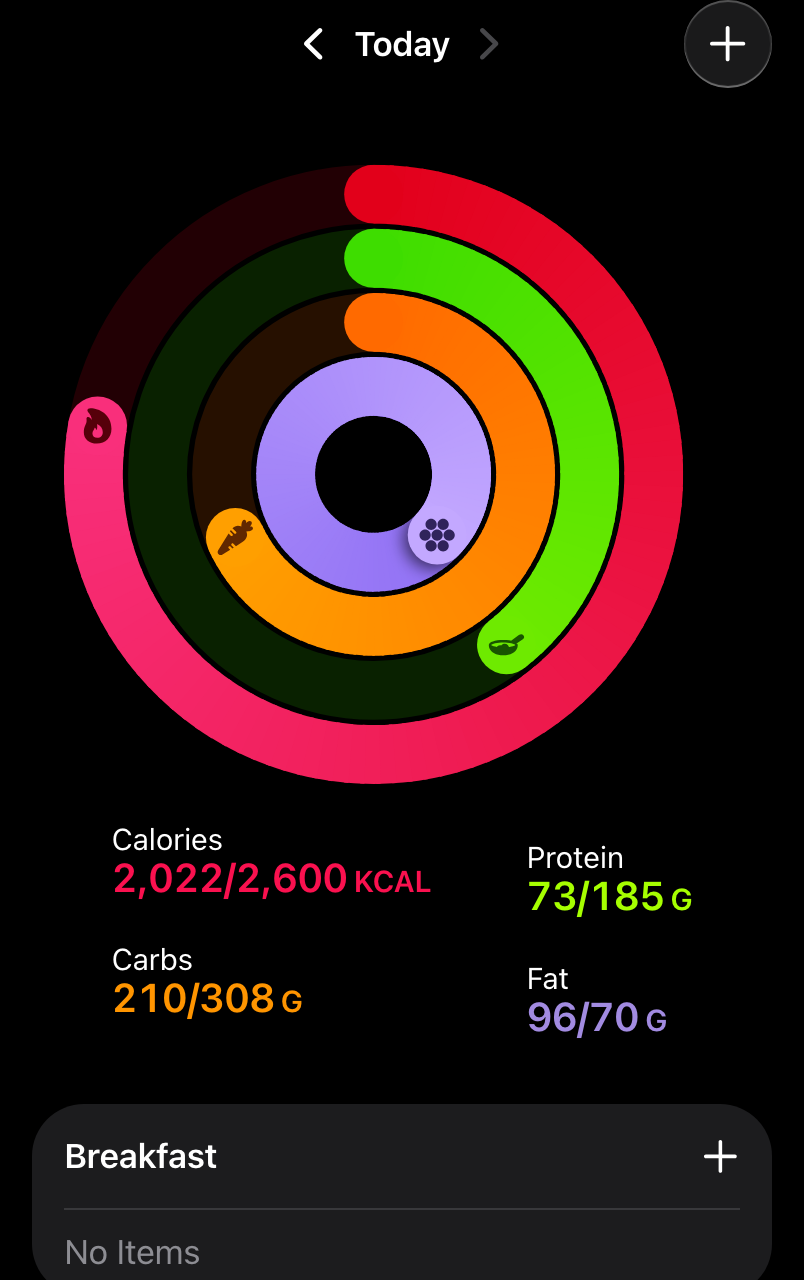 Today
Calories
2,022/2,600 KCAL
Protein
73/185 G
Carbs
210/308 G
Fat
96/70 G
Breakfast
No Items